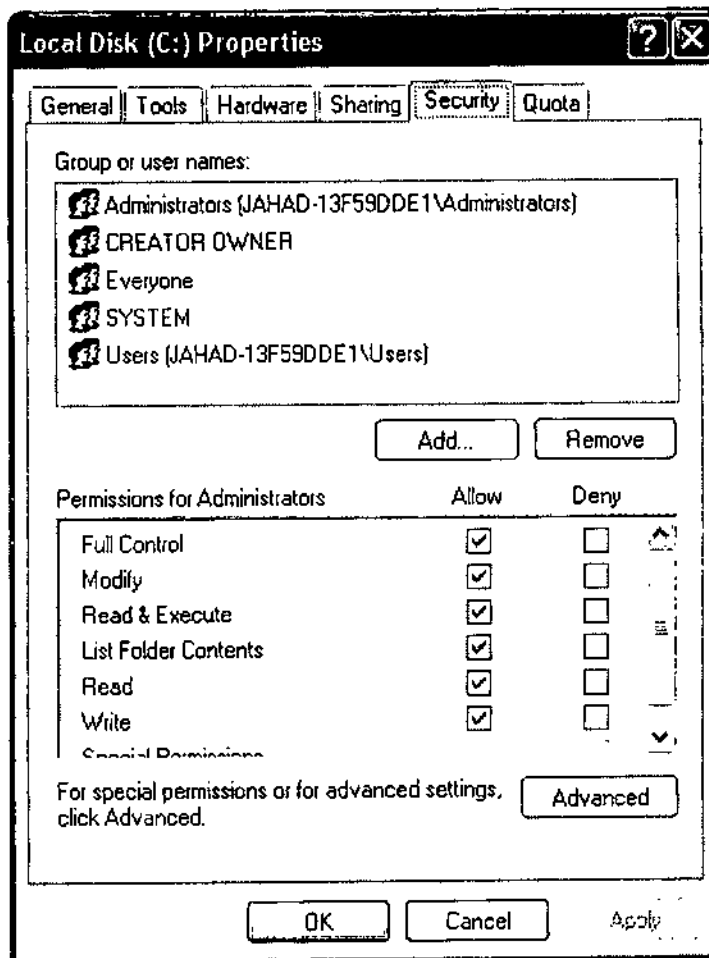 Local Disk (C:) Properties
General Tools Hardware Sharing Security Quota
Group or user names:
Administrators (JAHAD-13F59DDE1\Administrators)
CREATOR OWNER
Everyone
SYSTEM
Users (JAHAD-13F59DDE1\Users)
Add... Remove
Permissions for Administrators Allow Deny
Full Control
Modify
Read & Execute
List Folder Contents
Read
Write
Special Permissions
For special permissions or for advanced settings,
click Advanced.
Advanced
OK Cancel Apply